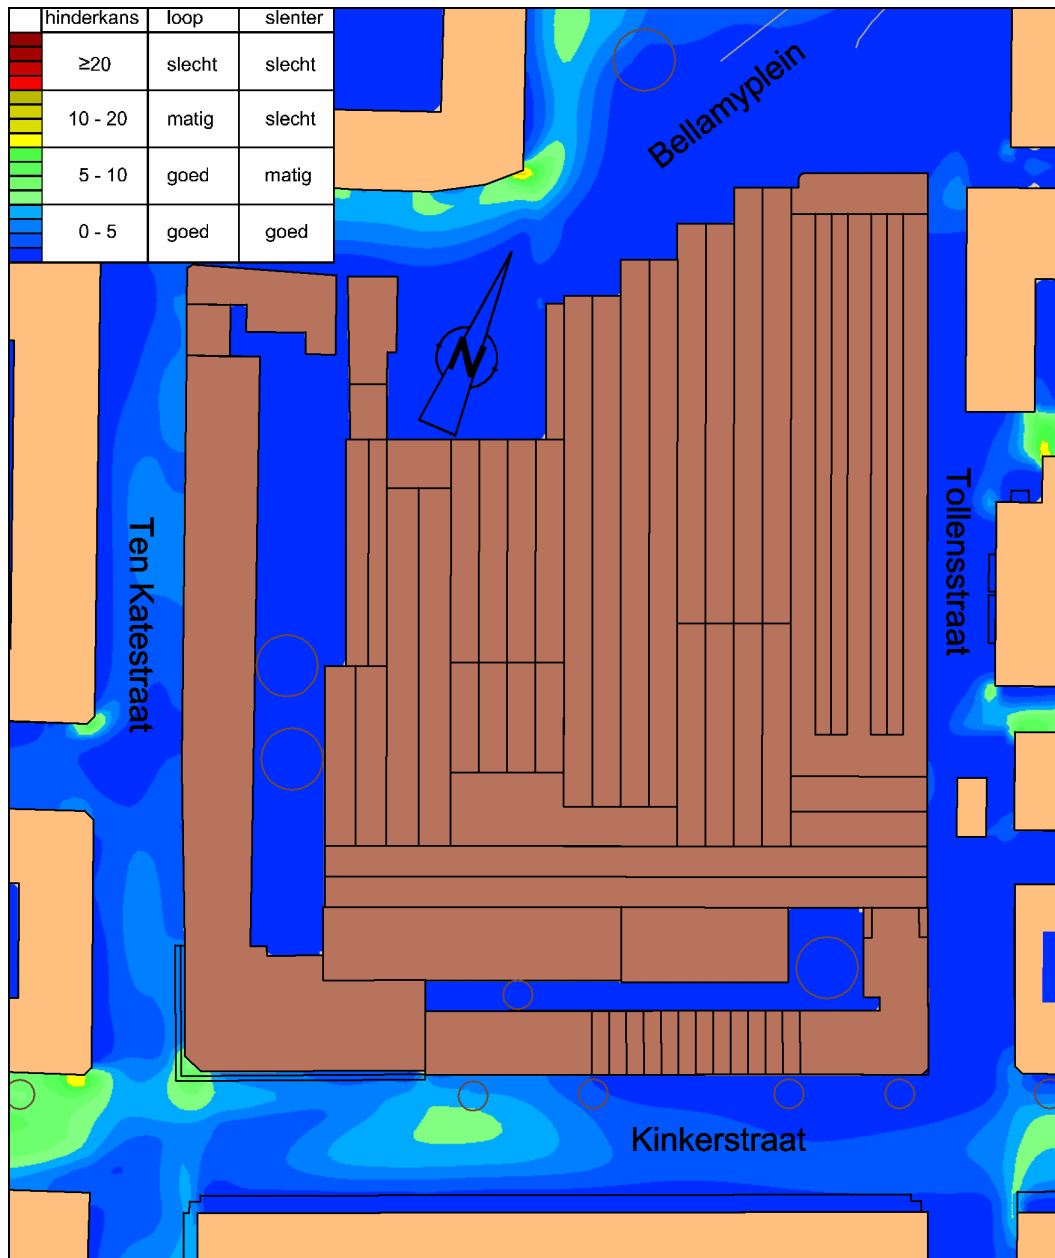 hinderkans loop slenter
≥20 slecht slecht
10 - 20 matig slecht
5 - 10 goed matig
0 - 5 goed goed
Bellamyplein
N
Ten Katestraat
Tollensstraat
Kinkerstraat